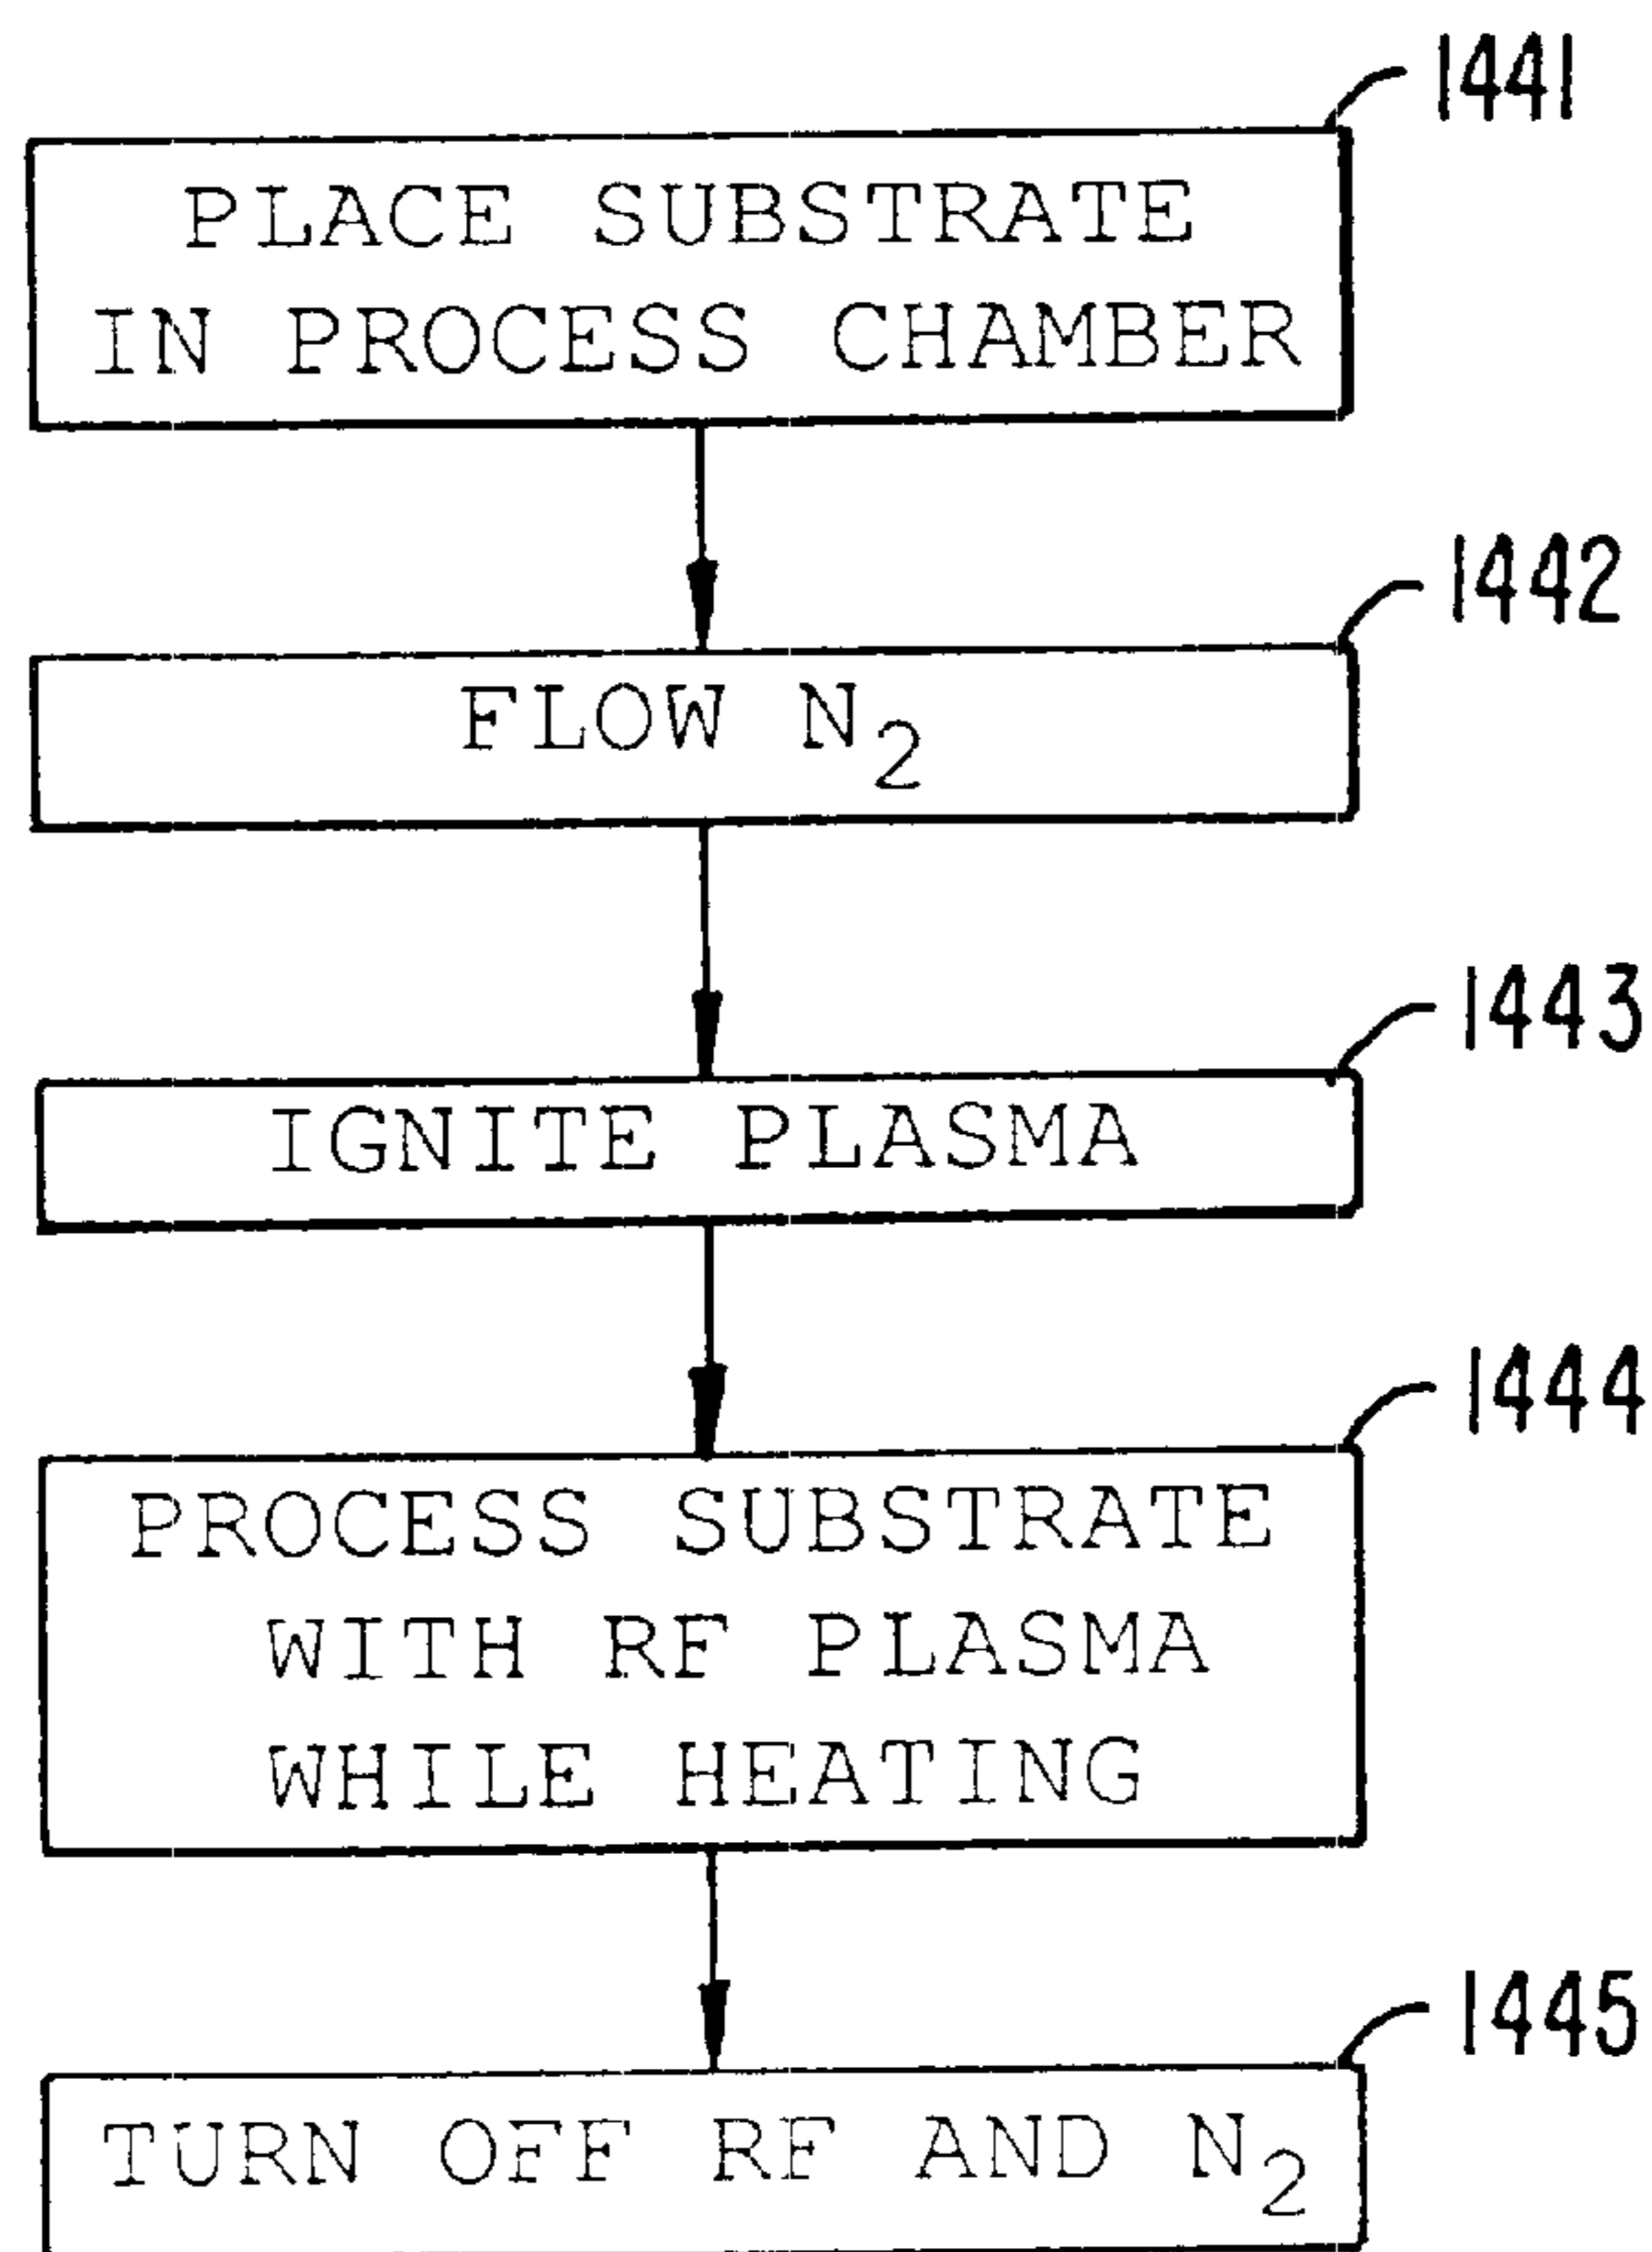 1441
PLACE SUBSTRATE
IN PROCESS CHAMBER
1442
FLOW N₂
1443
IGNITE PLASMA
1444
PROCESS SUBSTRATE
WITH RF PLASMA
WHILE HEATING
1445
TURN OFF RF AND N₂